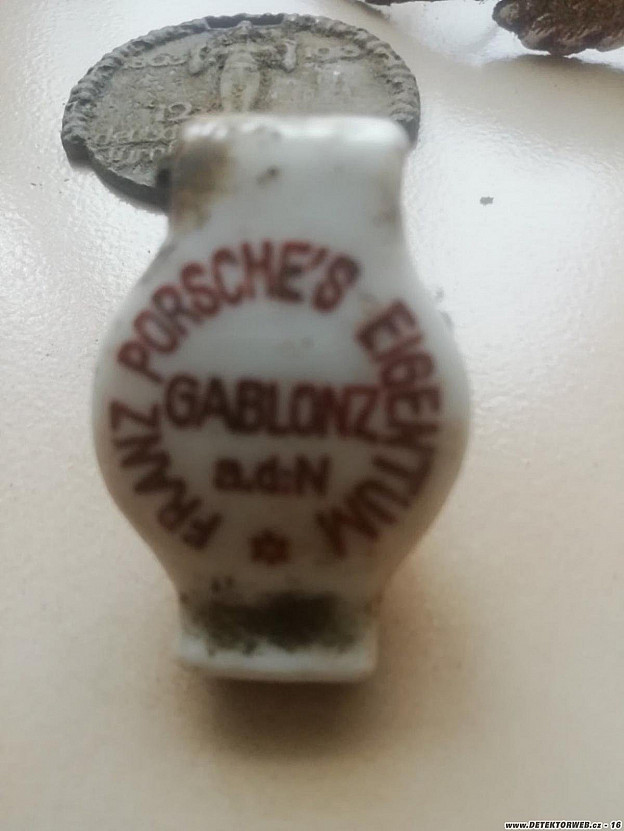 FRANZ PORSCHE'S EIGENTUM
GABLONZ
a.d.N
www.DETEKTORWEB.cz - 16